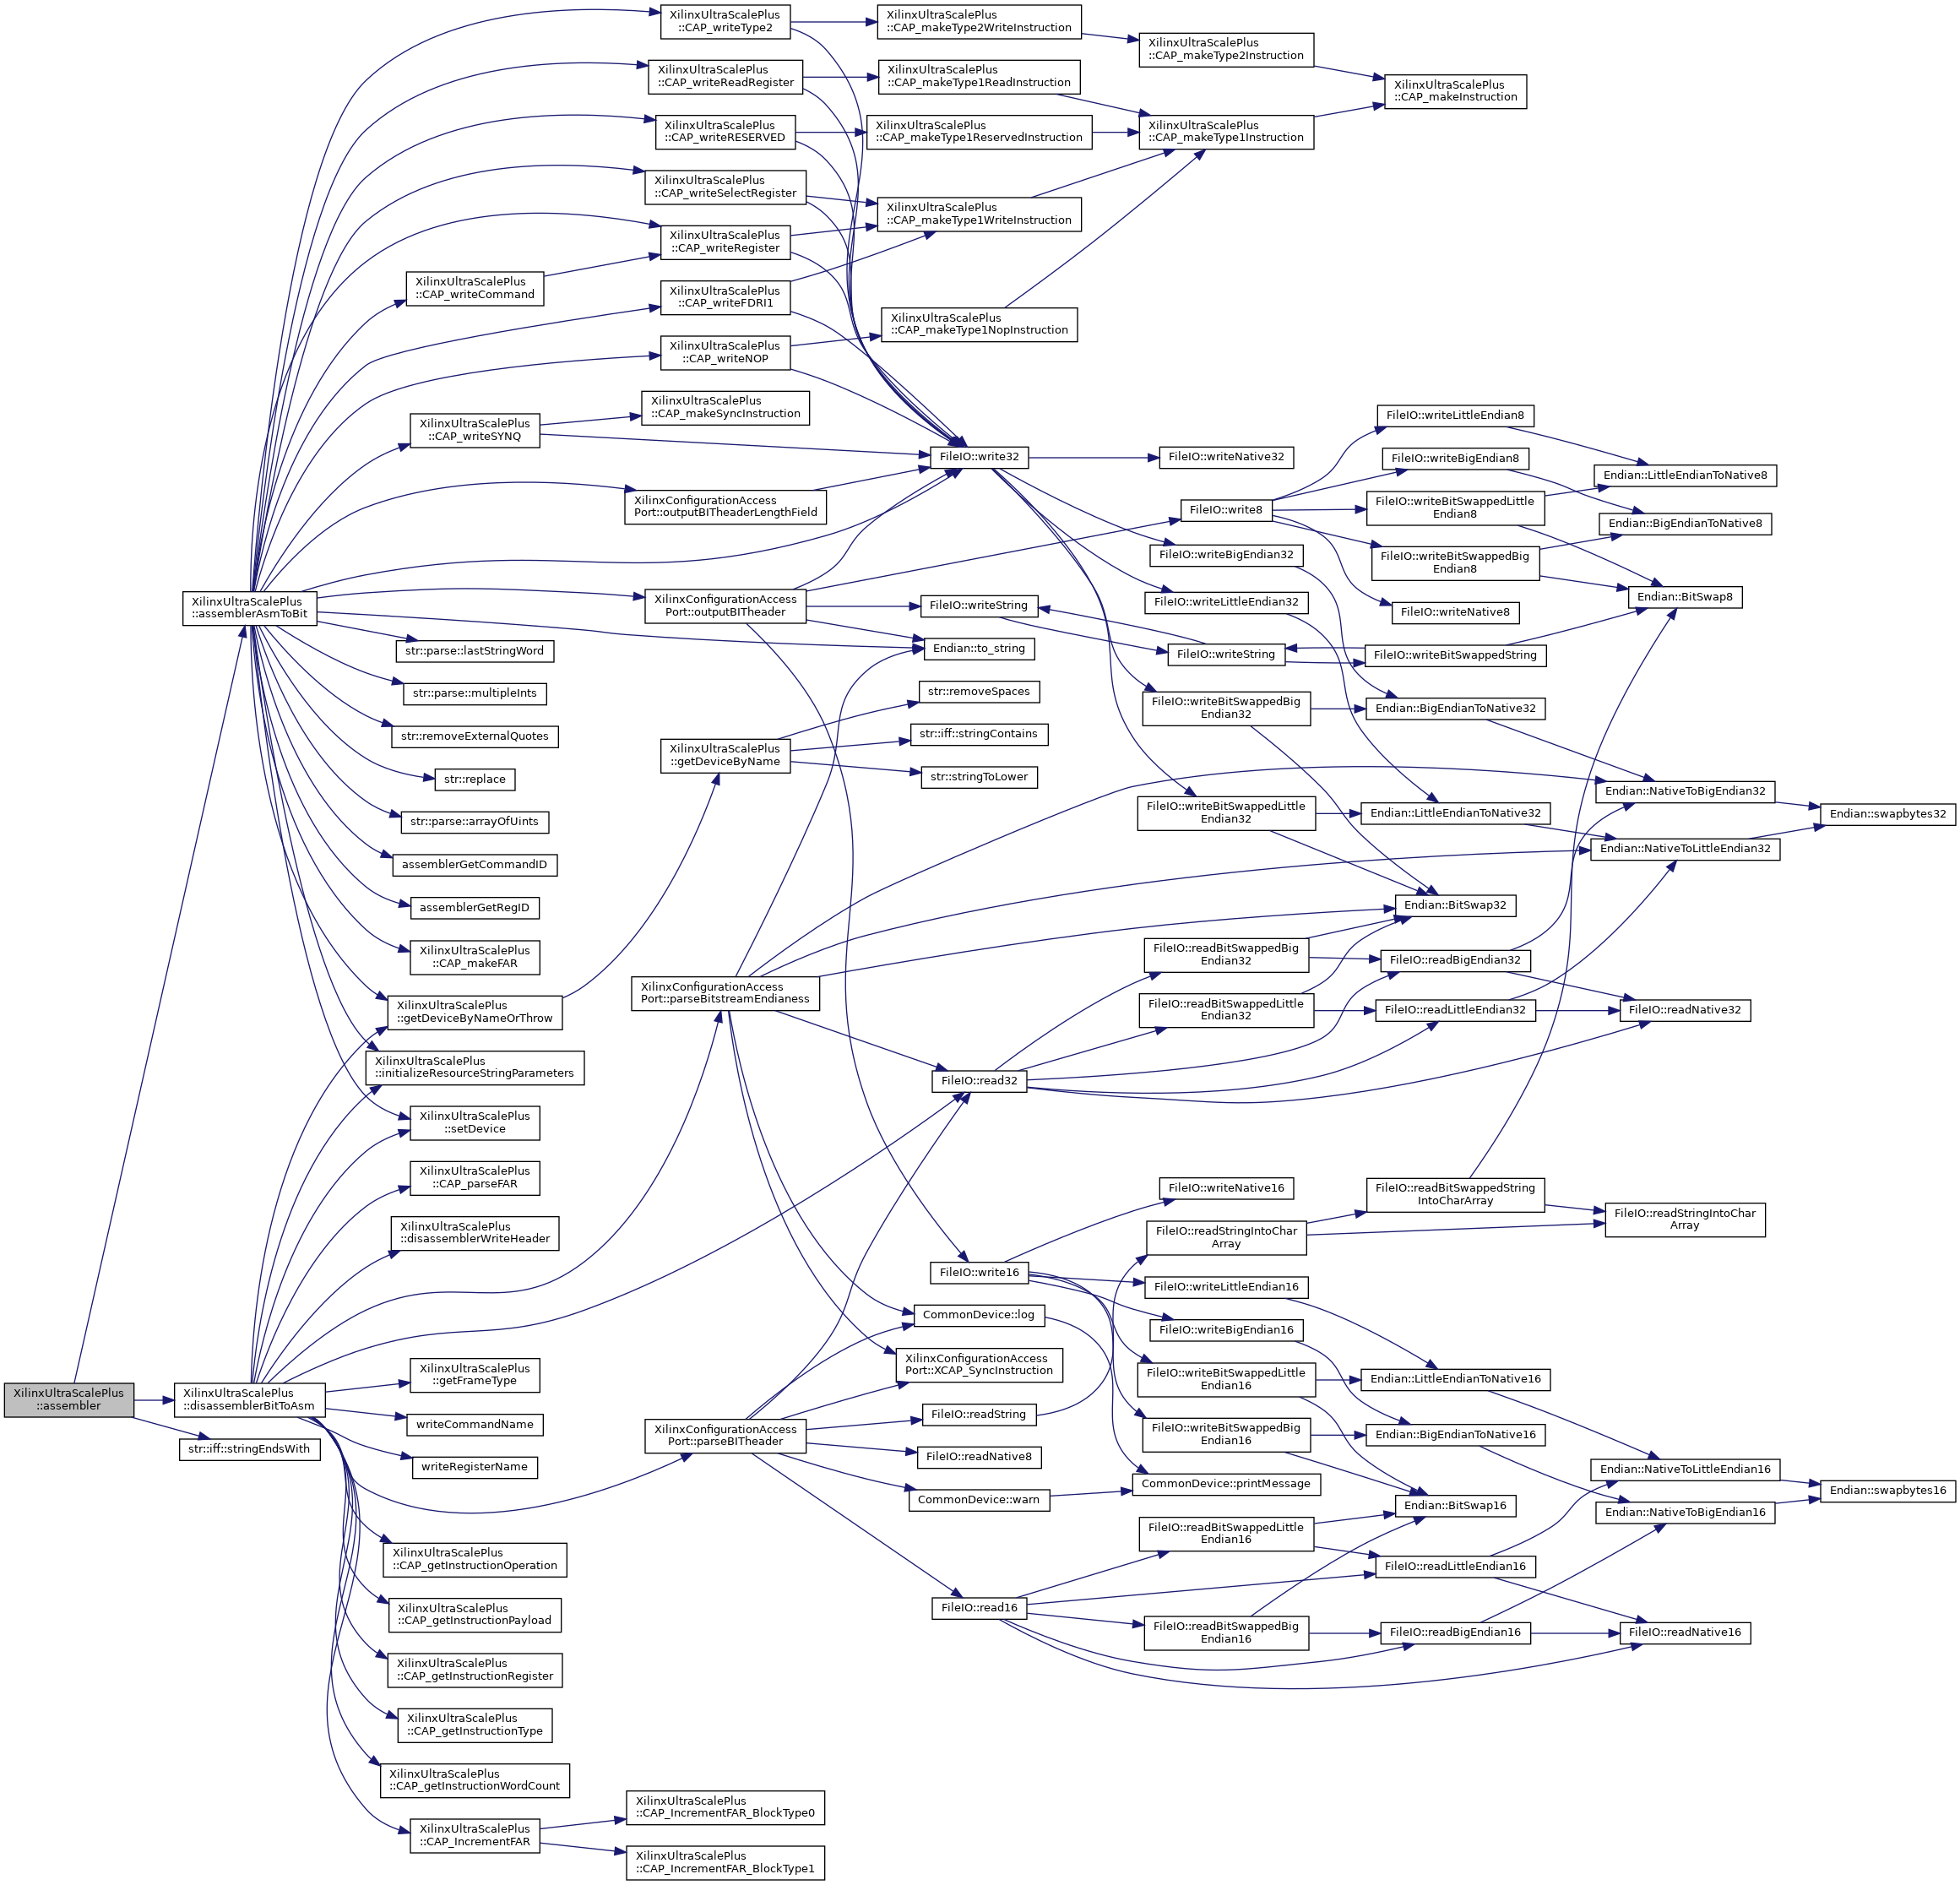 XilinxUltraScalePlus
::assembler
XilinxUltraScalePlus
::assemblerAsmToBit
XilinxUltraScalePlus
::disassemblerBitToAsm
str::iff::stringEndsWith
XilinxUltraScalePlus
::CAP_writeCommand
XilinxUltraScalePlus
::CAP_writeSYNQ
str::parse::lastStringWord
str::parse::multipleInts
str::removeExternalQuotes
str::replace
str::parse::arrayOfUints
assemblerGetCommandID
assemblerGetRegID
XilinxUltraScalePlus
::CAP_makeFAR
XilinxUltraScalePlus
::getDeviceByNameOrThrow
XilinxUltraScalePlus
::initializeResourceStringParameters
XilinxUltraScalePlus
::setDevice
XilinxUltraScalePlus
::CAP_parseFAR
XilinxUltraScalePlus
::disassemblerWriteHeader
XilinxUltraScalePlus
::getFrameType
writeCommandName
writeRegisterName
XilinxUltraScalePlus
::CAP_getInstructionOperation
XilinxUltraScalePlus
::CAP_getInstructionPayload
XilinxUltraScalePlus
::CAP_getInstructionRegister
XilinxUltraScalePlus
::CAP_getInstructionType
XilinxUltraScalePlus
::CAP_getInstructionWordCount
XilinxUltraScalePlus
::CAP_IncrementFAR
XilinxUltraScalePlus
::CAP_writeType2
XilinxUltraScalePlus
::CAP_writeReadRegister
XilinxUltraScalePlus
::CAP_writeRESERVED
XilinxUltraScalePlus
::CAP_writeSelectRegister
XilinxUltraScalePlus
::CAP_writeRegister
XilinxUltraScalePlus
::CAP_writeFDRI1
XilinxUltraScalePlus
::CAP_writeNOP
XilinxUltraScalePlus
::CAP_makeSyncInstruction
XilinxConfigurationAccess
Port::outputBITheaderLengthField
XilinxConfigurationAccess
Port::outputBITheader
XilinxUltraScalePlus
::getDeviceByName
XilinxConfigurationAccess
Port::parseBitstreamEndianess
XilinxConfigurationAccess
Port::parseBITheader
XilinxUltraScalePlus
::CAP_IncrementFAR_BlockType0
XilinxUltraScalePlus
::CAP_IncrementFAR_BlockType1
XilinxUltraScalePlus
::CAP_makeType2WriteInstruction
XilinxUltraScalePlus
::CAP_makeType1ReadInstruction
XilinxUltraScalePlus
::CAP_makeType1ReservedInstruction
XilinxUltraScalePlus
::CAP_makeType1WriteInstruction
XilinxUltraScalePlus
::CAP_makeType1NopInstruction
FileIO::write32
FileIO::writeString
Endian::to_string
str::removeSpaces
str::iff::stringContains
str::stringToLower
FileIO::read32
FileIO::write16
CommonDevice::log
XilinxConfigurationAccess
Port::XCAP_SyncInstruction
FileIO::readString
FileIO::readNative8
CommonDevice::warn
FileIO::read16
XilinxUltraScalePlus
::CAP_makeType2Instruction
XilinxUltraScalePlus
::CAP_makeType1Instruction
FileIO::writeNative32
FileIO::write8
FileIO::writeBigEndian32
FileIO::writeLittleEndian32
FileIO::writeString
FileIO::writeBitSwappedBig
Endian32
FileIO::writeBitSwappedLittle
Endian32
FileIO::readBitSwappedBig
Endian32
FileIO::readBitSwappedLittle
Endian32
FileIO::writeNative16
FileIO::readStringIntoChar
Array
FileIO::writeLittleEndian16
FileIO::writeBigEndian16
FileIO::writeBitSwappedLittle
Endian16
FileIO::writeBitSwappedBig
Endian16
CommonDevice::printMessage
FileIO::readBitSwappedLittle
Endian16
FileIO::readBitSwappedBig
Endian16
XilinxUltraScalePlus
::CAP_makeInstruction
FileIO::writeLittleEndian8
FileIO::writeBigEndian8
FileIO::writeBitSwappedLittle
Endian8
FileIO::writeBitSwappedBig
Endian8
FileIO::writeNative8
FileIO::writeBitSwappedString
Endian::BigEndianToNative32
Endian::LittleEndianToNative32
Endian::BitSwap32
FileIO::readBigEndian32
FileIO::readLittleEndian32
FileIO::readBitSwappedString
IntoCharArray
Endian::LittleEndianToNative16
Endian::BigEndianToNative16
Endian::BitSwap16
FileIO::readLittleEndian16
FileIO::readBigEndian16
Endian::LittleEndianToNative8
Endian::BigEndianToNative8
Endian::BitSwap8
Endian::NativeToBigEndian32
Endian::NativeToLittleEndian32
FileIO::readNative32
FileIO::readStringIntoChar
Array
Endian::NativeToLittleEndian16
Endian::NativeToBigEndian16
FileIO::readNative16
Endian::swapbytes32
Endian::swapbytes16